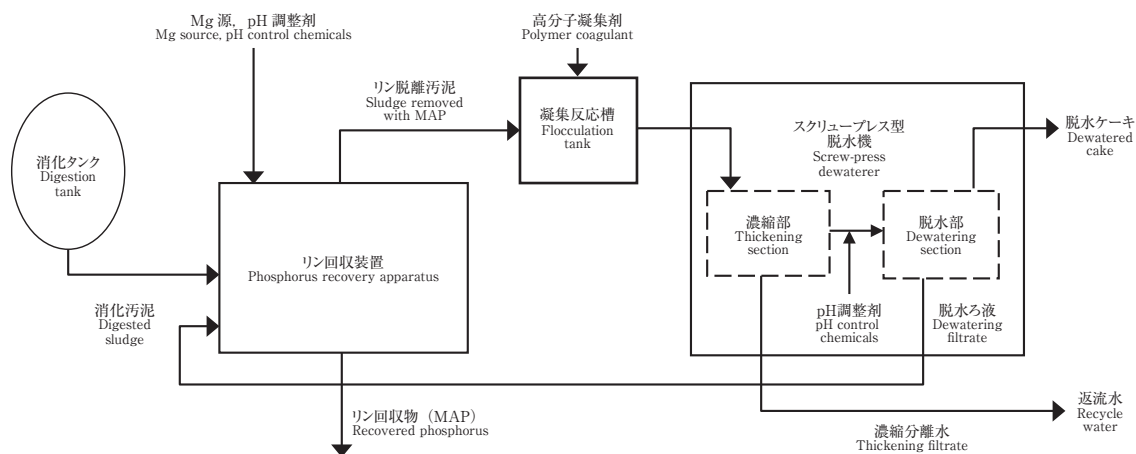 Mg 源，pH 調整剤
Mg source, pH control chemicals
高分子凝集剤
Polymer coagulant
リン脱離汚泥
Sludge removed
with MAP
凝集反応槽
Flocculation
tank
スクリュープレス型
脱水機
Screw-press
dewaterer
脱水ケーキ
Dewatered
cake
消化タンク
Digestion
tank
濃縮部
Thickening
section
脱水部
Dewatering
section
リン回収装置
Phosphorus recovery apparatus
消化汚泥
Digested
sludge
pH調整剤
pH control
chemicals
脱水ろ液
Dewatering
filtrate
リン回収物（MAP）
Recovered phosphorus
濃縮分離水
Thickening filtrate
返流水
Recycle
water